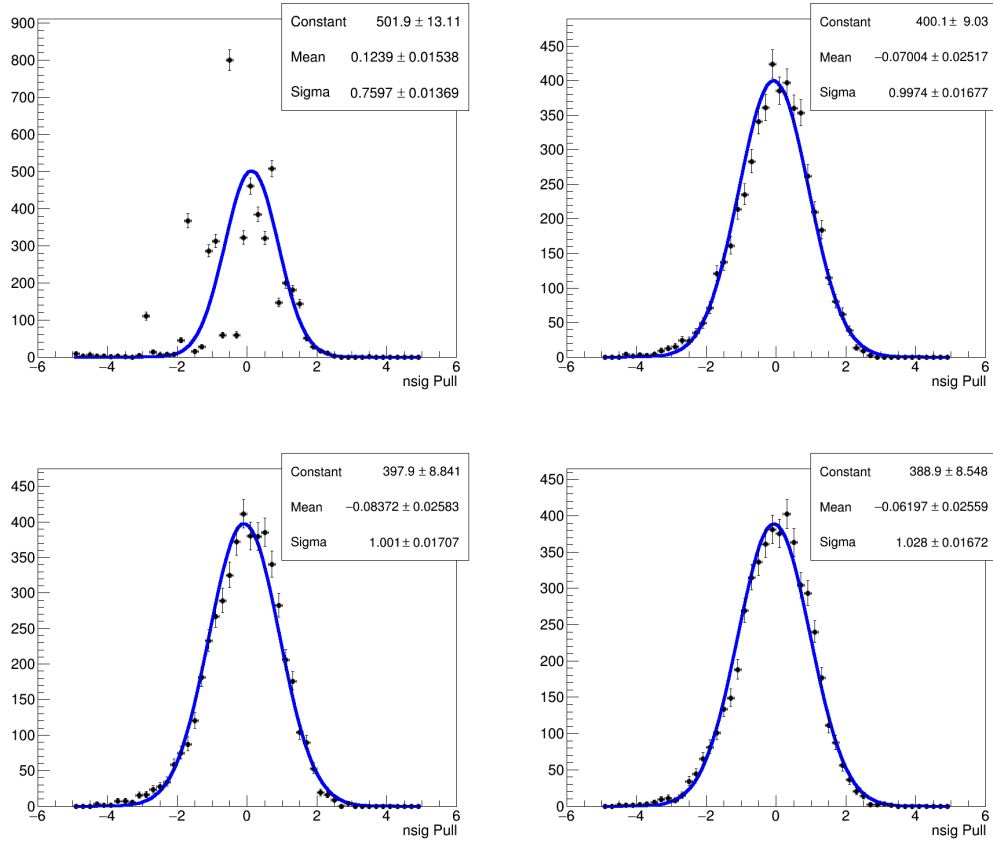 Constant 501.9 ± 13.11
Mean 0.1239 ± 0.01538
Sigma 0.7597 ± 0.01369
900
800
700
600
500
400
300
200
100
0
−6 −4 −2 0 2 4 6
nsig Pull
Constant 400.1 ± 9.03
Mean −0.07004 ± 0.02517
Sigma 0.9974 ± 0.01677
450
400
350
300
250
200
150
100
50
0
−6 −4 −2 0 2 4 6
nsig Pull
Constant 397.9 ± 8.841
Mean −0.08372 ± 0.02583
Sigma 1.001 ± 0.01707
450
400
350
300
250
200
150
100
50
0
−6 −4 −2 0 2 4 6
nsig Pull
Constant 388.9 ± 8.548
Mean −0.06197 ± 0.02559
Sigma 1.028 ± 0.01672
450
400
350
300
250
200
150
100
50
0
−6 −4 −2 0 2 4 6
nsig Pull